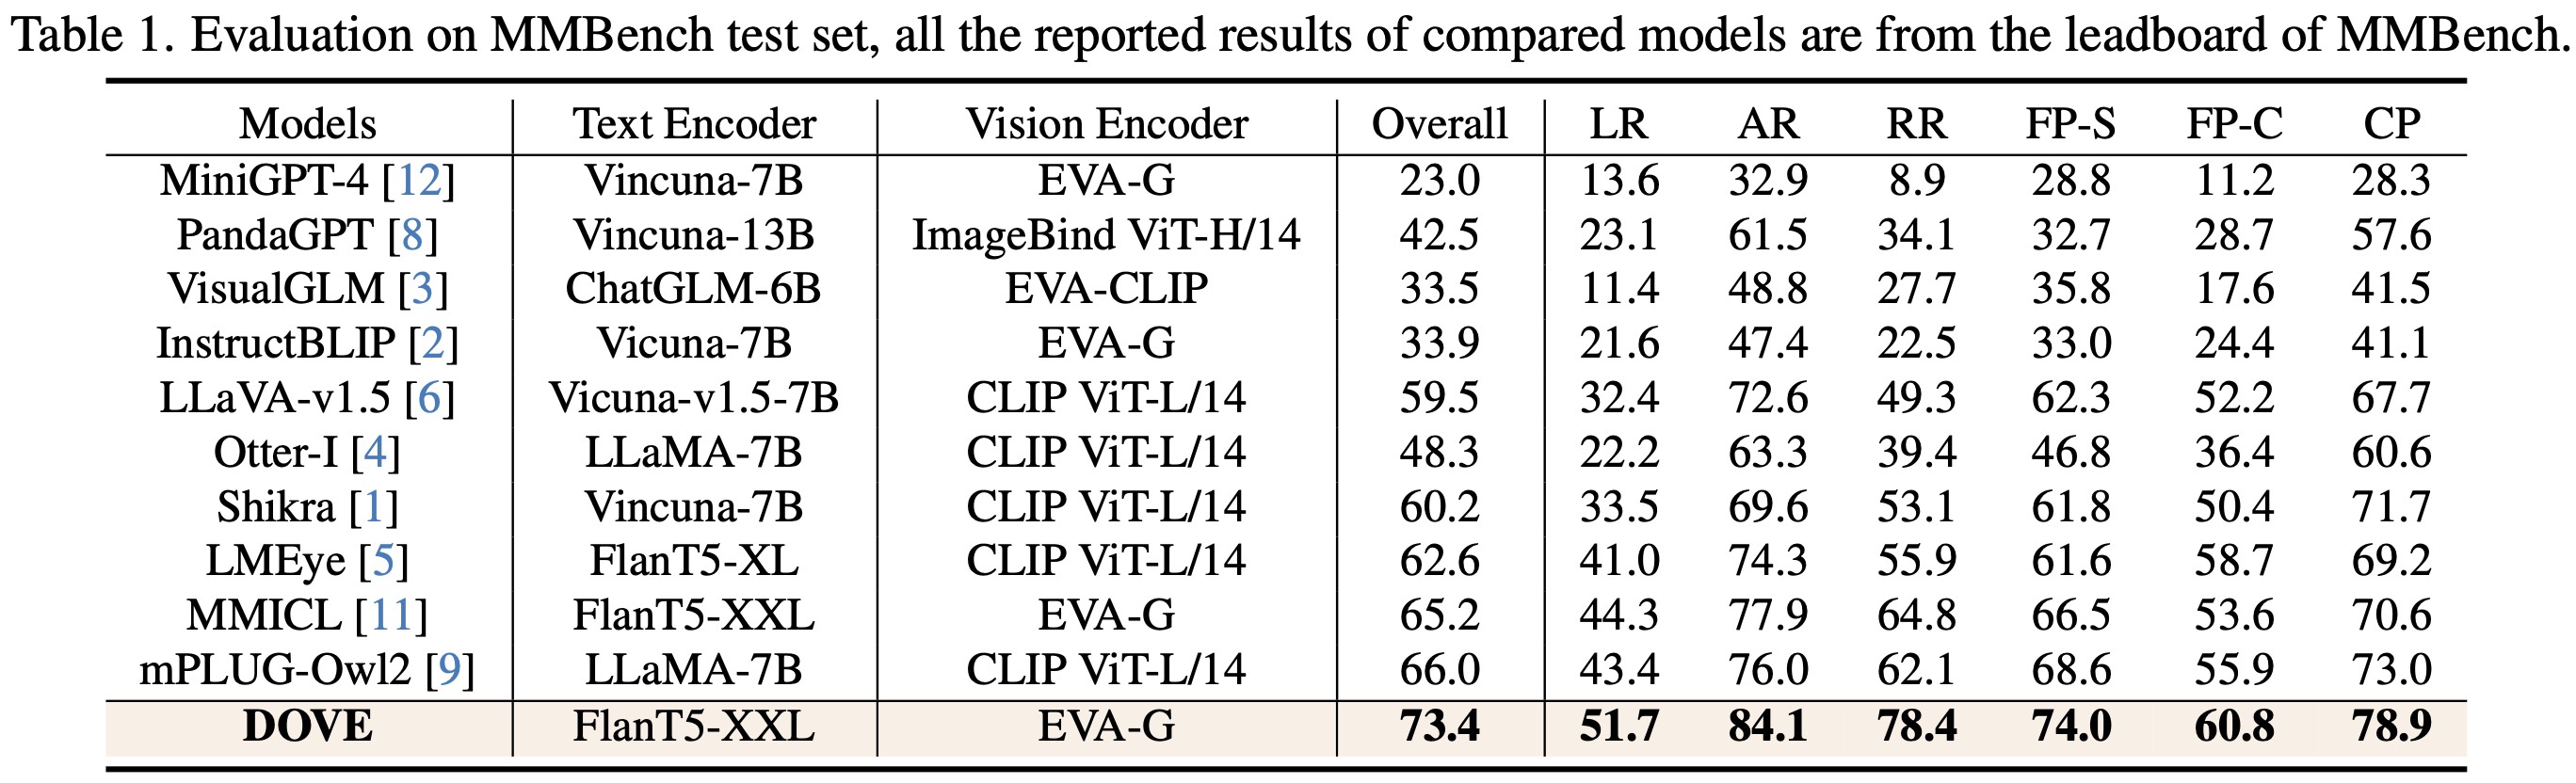 Table 1. Evaluation on MMBench test set, all the reported results of compared models are from the leadboard of MMBench.
Models Text Encoder Vision Encoder Overall LR AR RR FP-S FP-C CP
MiniGPT-4 [12] Vincuna-7B EVA-G 23.0 13.6 32.9 8.9 28.8 11.2 28.3
PandaGPT [8] Vincuna-13B ImageBind ViT-H/14 42.5 23.1 61.5 34.1 32.7 28.7 57.6
VisualGLM [3] ChatGLM-6B EVA-CLIP 33.5 11.4 48.8 27.7 35.8 17.6 41.5
InstructBLIP [2] Vicuna-7B EVA-G 33.9 21.6 47.4 22.5 33.0 24.4 41.1
LLaVA-v1.5 [6] Vicuna-v1.5-7B CLIP ViT-L/14 59.5 32.4 72.6 49.3 62.3 52.2 67.7
Otter-I [4] LLaMA-7B CLIP ViT-L/14 48.3 22.2 63.3 39.4 46.8 36.4 60.6
Shikra [1] Vincuna-7B CLIP ViT-L/14 60.2 33.5 69.6 53.1 61.8 50.4 71.7
LMEye [5] FlanT5-XL CLIP ViT-L/14 62.6 41.0 74.3 55.9 61.6 58.7 69.2
MMICL [11] FlanT5-XXL EVA-G 65.2 44.3 77.9 64.8 66.5 53.6 70.6
mPLUG-Owl2 [9] LLaMA-7B CLIP ViT-L/14 66.0 43.4 76.0 62.1 68.6 55.9 73.0
DOVE FlanT5-XXL EVA-G 73.4 51.7 84.1 78.4 74.0 60.8 78.9